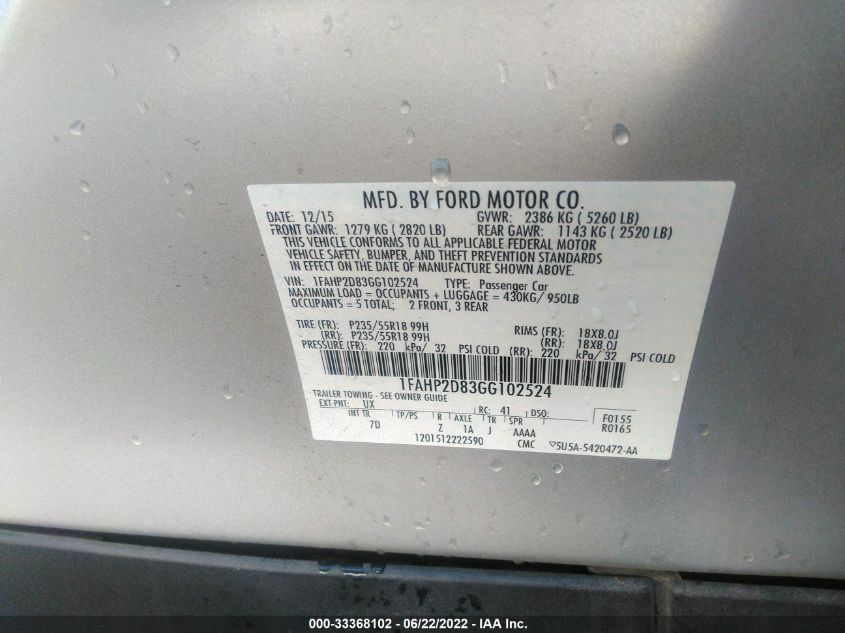 MFD. BY FORD MOTOR CO.
DATE: 12/15 GVWR: 2386 KG ( 5260 LB)
FRONT GAWR: 1279 KG ( 2820 LB) REAR GAWR: 1143 KG ( 2520 LB)
THIS VEHICLE CONFORMS TO ALL APPLICABLE FEDERAL MOTOR
VEHICLE SAFETY, BUMPER, AND THEFT PREVENTION STANDARDS
IN EFFECT ON THE DATE OF MANUFACTURE SHOWN ABOVE.
VIN: 1FAHP2D83GG102524 TYPE: Passenger Car
MAXIMUM LOAD = OCCUPANTS + LUGGAGE = 430KG/ 950LB
OCCUPANTS = 5 TOTAL; 2 FRONT, 3 REAR
TIRE (FR): P235/55R18 99H RIMS (FR): 18X8.0J
(RR): P235/55R18 99H (RR): 18X8.0J
PRESSURE (FR): 220 kPa/ 32 PSI COLD (RR): 220 kPa/ 32 PSI COLD
1FAHP2D83GG102524
TRAILER TOWING - SEE OWNER GUIDE
EXT PNT: UX RC: 41 DSO: F0155
INT TR TP/PS R AXLE TR SPR R0165
7D Z 1A J AAAA
1201512222590 CMC 5U5A-5420472-AA
000-33368102 - 06/22/2022 - IAA Inc.